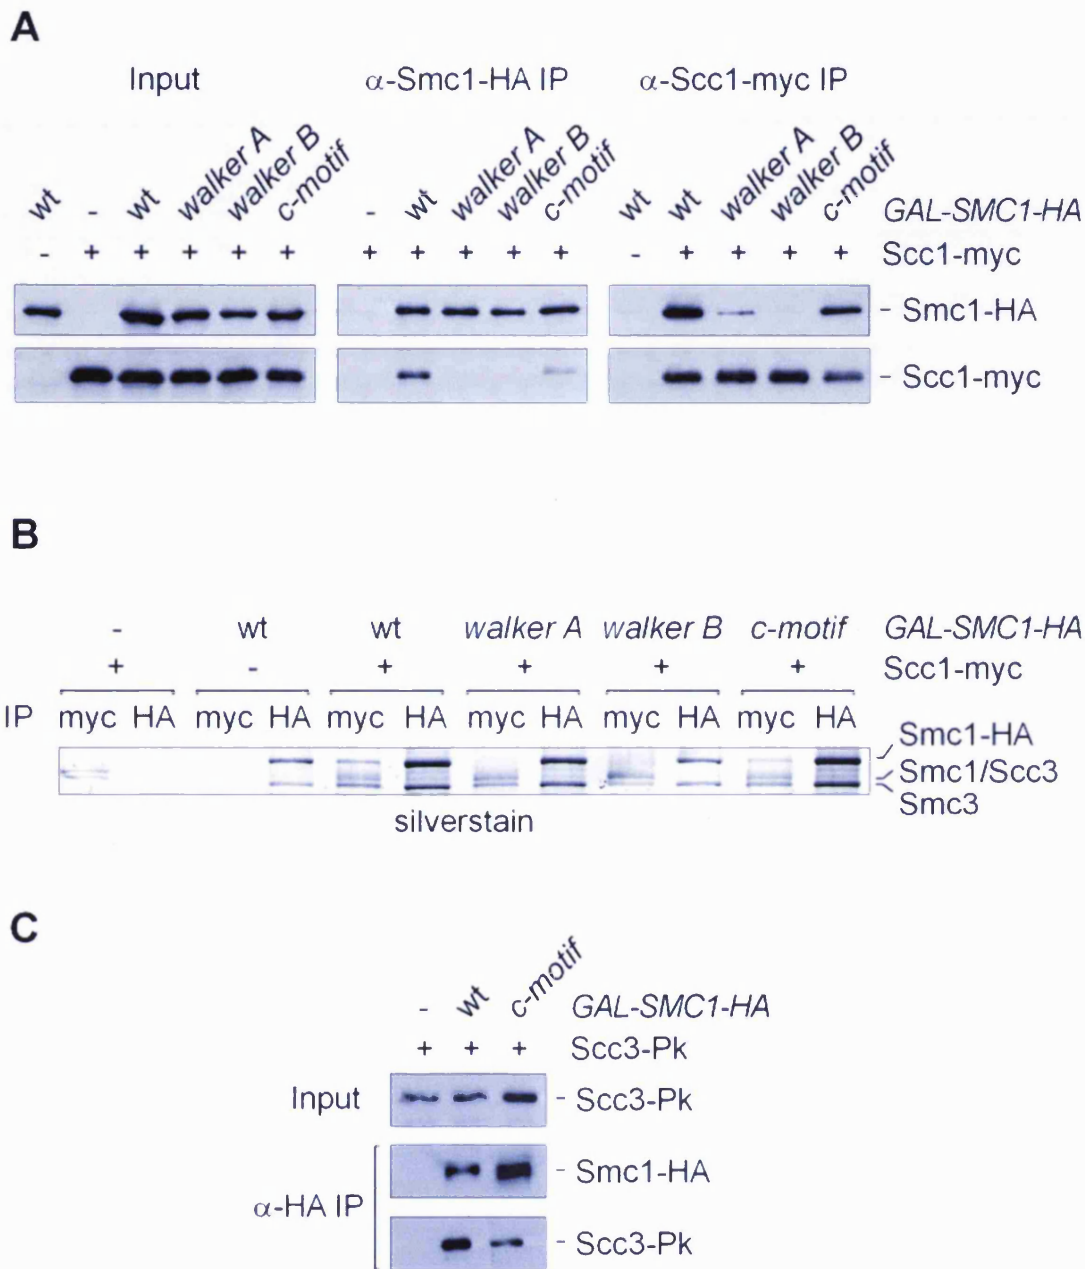 A
Input α-Smc1-HA IP α-Scc1-myc IP
wt - wt walker A walker B c-motif - wt walker A walker B c-motif wt wt walker A walker B c-motif GAL-SMC1-HA
- + + + + + + + + + + - + + + + Scc1-myc
- Smc1-HA
- Scc1-myc
B
- wt wt walker A walker B c-motif GAL-SMC1-HA
+ - + + + + Scc1-myc
IP myc HA myc HA myc HA myc HA myc HA myc HA
Smc1-HA
Smc1/Scc3
Smc3
silverstain
C
- wt c-motif GAL-SMC1-HA
+ + + Scc3-Pk
Input - Scc3-Pk
- Smc1-HA
α-HA IP
- Scc3-Pk